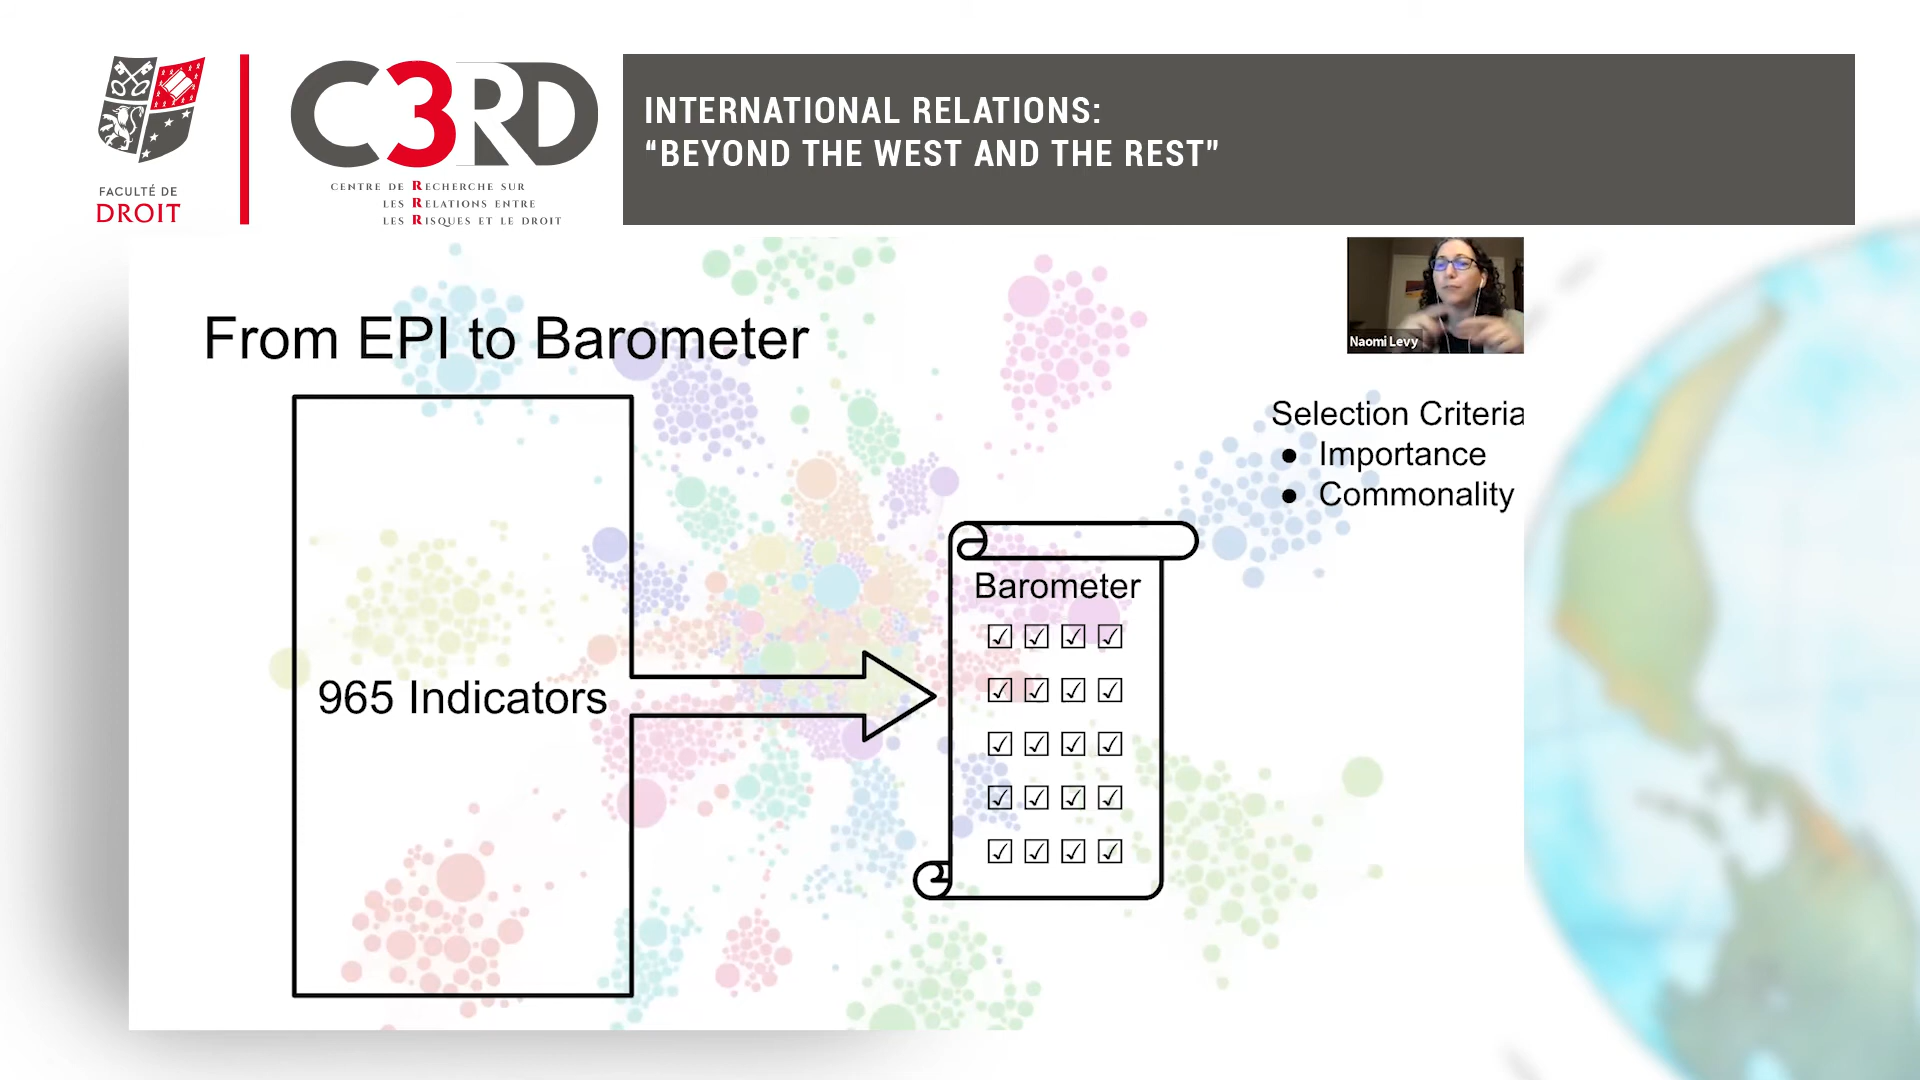 FACULTÉ DE
DROIT
C3RD
CENTRE DE RECHERCHE SUR
LES RELATIONS ENTRE
LES RISQUES ET LE DROIT
INTERNATIONAL RELATIONS:
“BEYOND THE WEST AND THE REST”
Naomi Levy
From EPI to Barometer
Selection Criteria
● Importance
● Commonality
965 Indicators
Barometer
☑ ☑ ☑ ☑
☑ ☑ ☑ ☑
☑ ☑ ☑ ☑
☑ ☑ ☑ ☑
☑ ☑ ☑ ☑